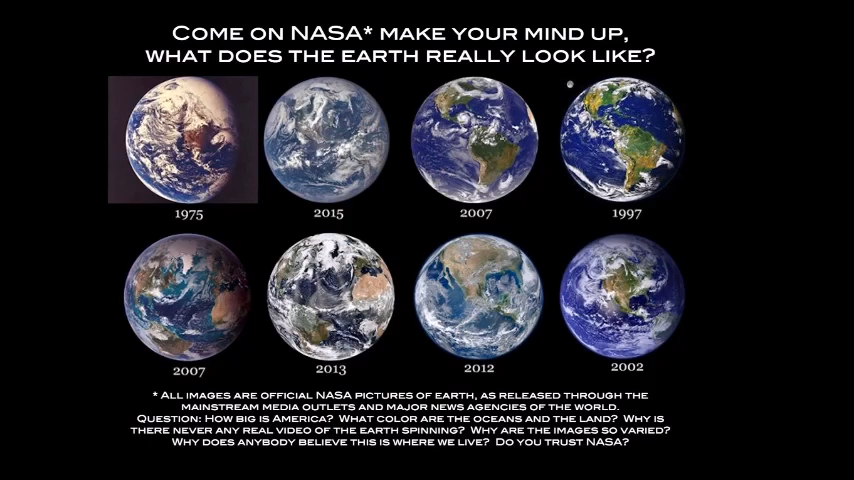 COME ON NASA* MAKE YOUR MIND UP,
WHAT DOES THE EARTH REALLY LOOK LIKE?
1975
2015
2007
1997
2007
2013
2012
2002
* ALL IMAGES ARE OFFICIAL NASA PICTURES OF EARTH, AS RELEASED THROUGH THE
MAINSTREAM MEDIA OUTLETS AND MAJOR NEWS AGENCIES OF THE WORLD.
QUESTION: HOW BIG IS AMERICA? WHAT COLOR ARE THE OCEANS AND THE LAND? WHY IS
THERE NEVER ANY REAL VIDEO OF THE EARTH SPINNING? WHY ARE THE IMAGES SO VARIED?
WHY DOES ANYBODY BELIEVE THIS IS WHERE WE LIVE? DO YOU TRUST NASA?